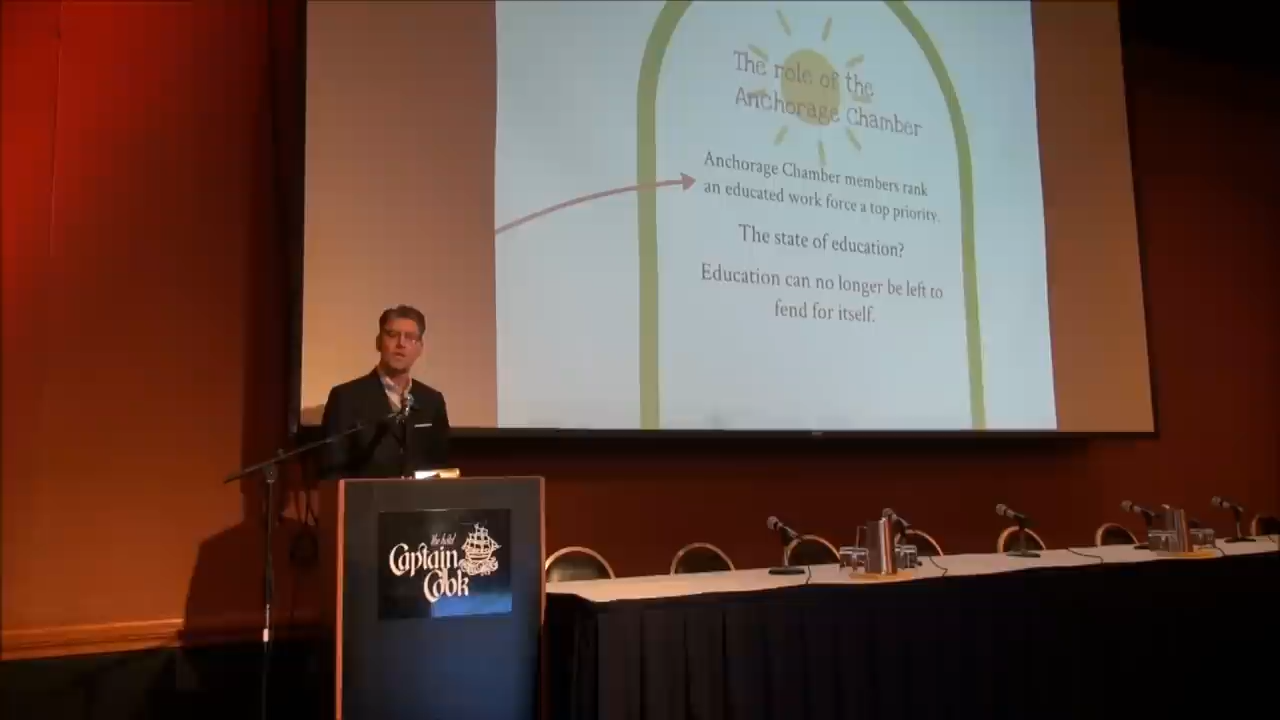 The role of the
Anchorage Chamber
Anchorage Chamber members rank
an educated work force a top priority.
The state of education?
Education can no longer be left to
fend for itself.
the hotel
Captain
Cook